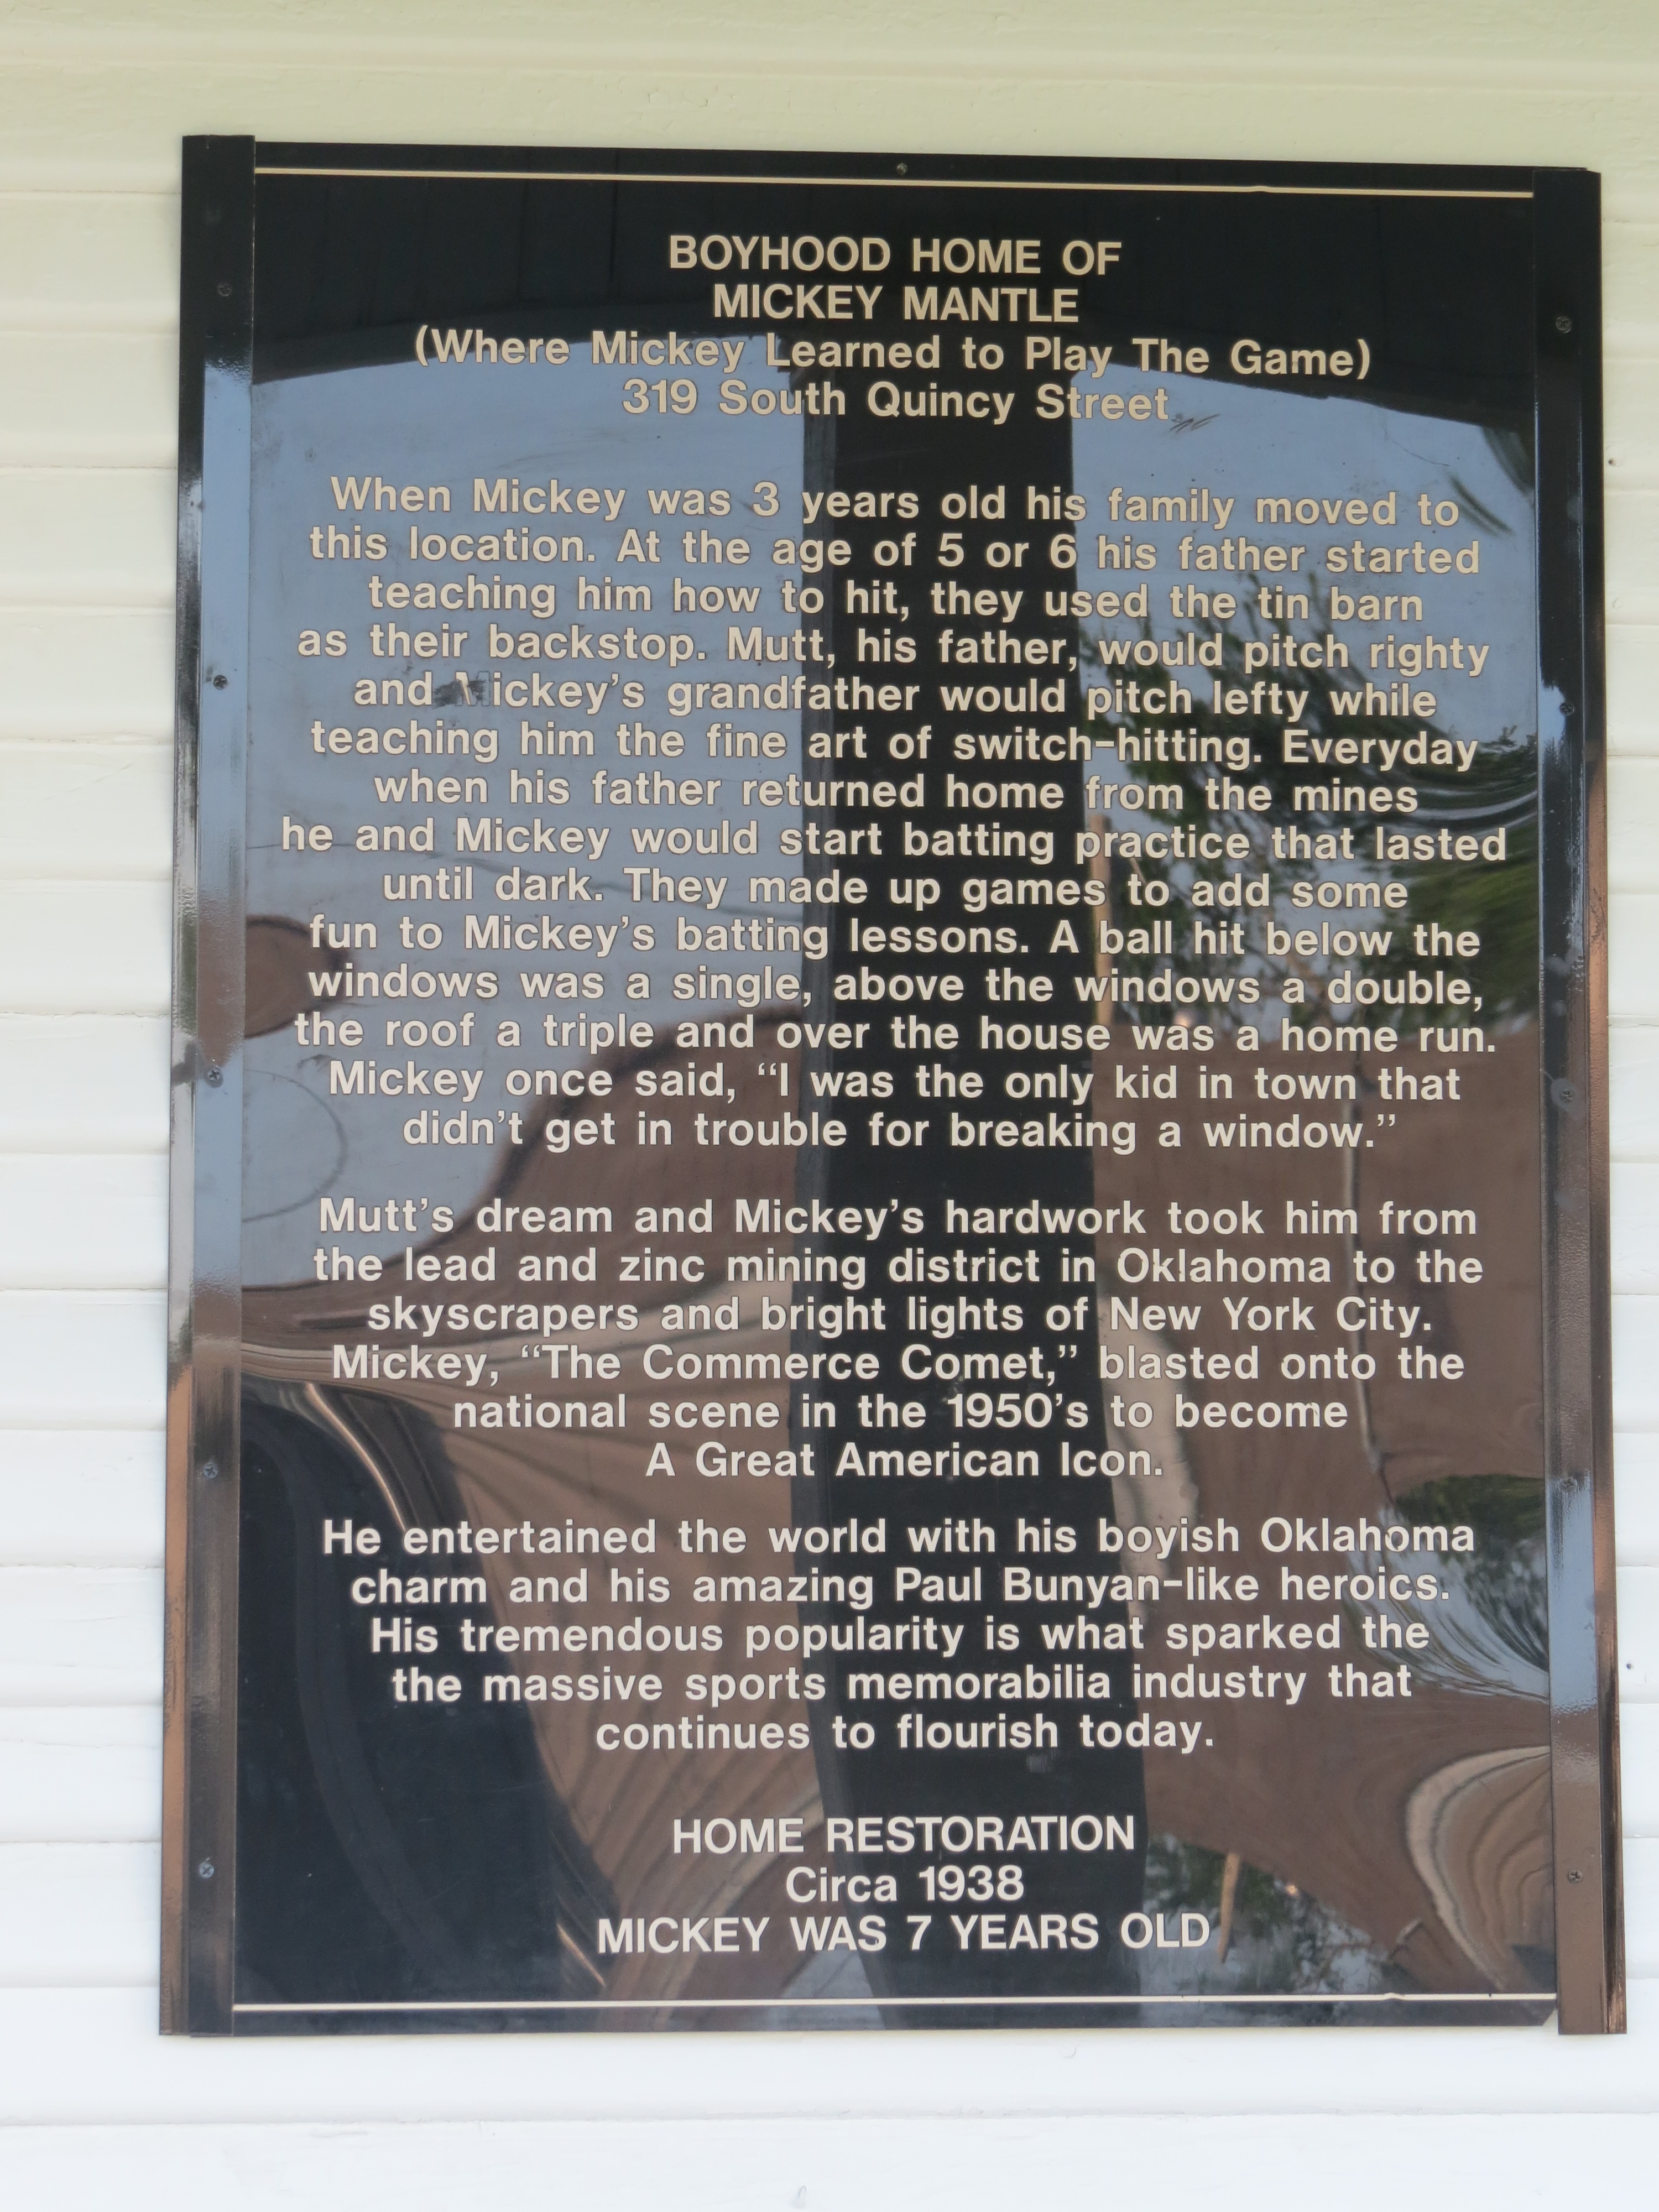 BOYHOOD HOME OF
MICKEY MANTLE
(Where Mickey Learned to Play The Game)
319 South Quincy Street
When Mickey was 3 years old his family moved to
this location. At the age of 5 or 6 his father started
teaching him how to hit, they used the tin barn
as their backstop. Mutt, his father, would pitch righty
and Mickey’s grandfather would pitch lefty while
teaching him the fine art of switch-hitting. Everyday
when his father returned home from the mines
he and Mickey would start batting practice that lasted
until dark. They made up games to add some
fun to Mickey’s batting lessons. A ball hit below the
windows was a single, above the windows a double,
the roof a triple and over the house was a home run.
Mickey once said, “I was the only kid in town that
didn’t get in trouble for breaking a window.”
Mutt’s dream and Mickey’s hardwork took him from
the lead and zinc mining district in Oklahoma to the
skyscrapers and bright lights of New York City.
Mickey, “The Commerce Comet,” blasted onto the
national scene in the 1950’s to become
A Great American Icon.
He entertained the world with his boyish Oklahoma
charm and his amazing Paul Bunyan-like heroics.
His tremendous popularity is what sparked the
the massive sports memorabilia industry that
continues to flourish today.
HOME RESTORATION
Circa 1938
MICKEY WAS 7 YEARS OLD